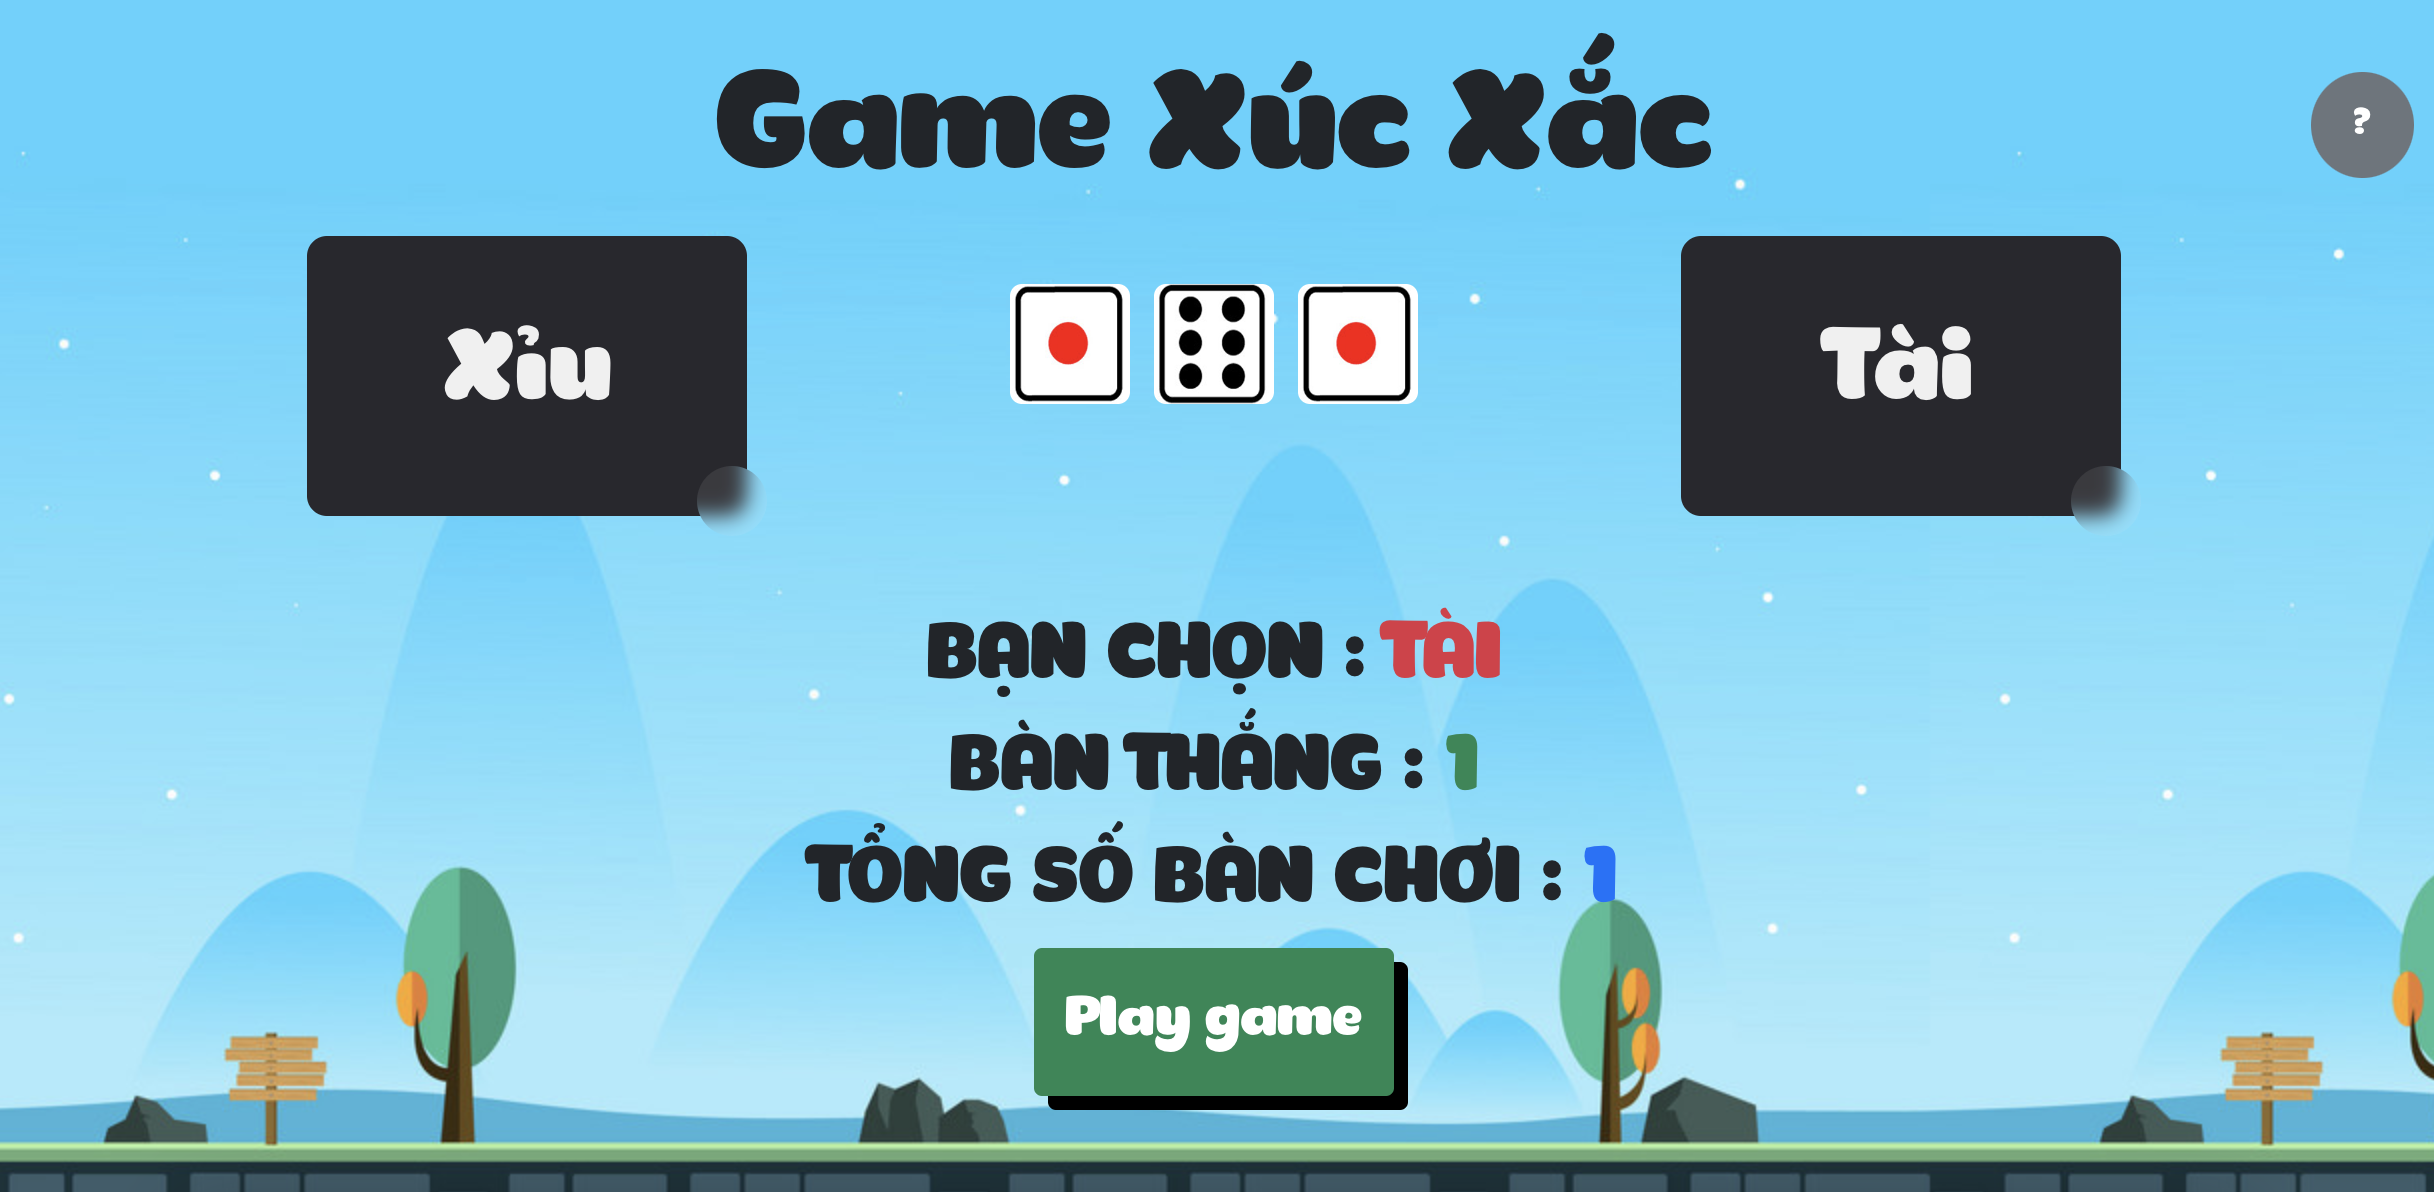 Game Xúc Xắc
?
Xỉu
Tài
BẠN CHỌN : TÀI
BÀN THẮNG : 1
TỔNG SỐ BÀN CHƠI : 1
Play game